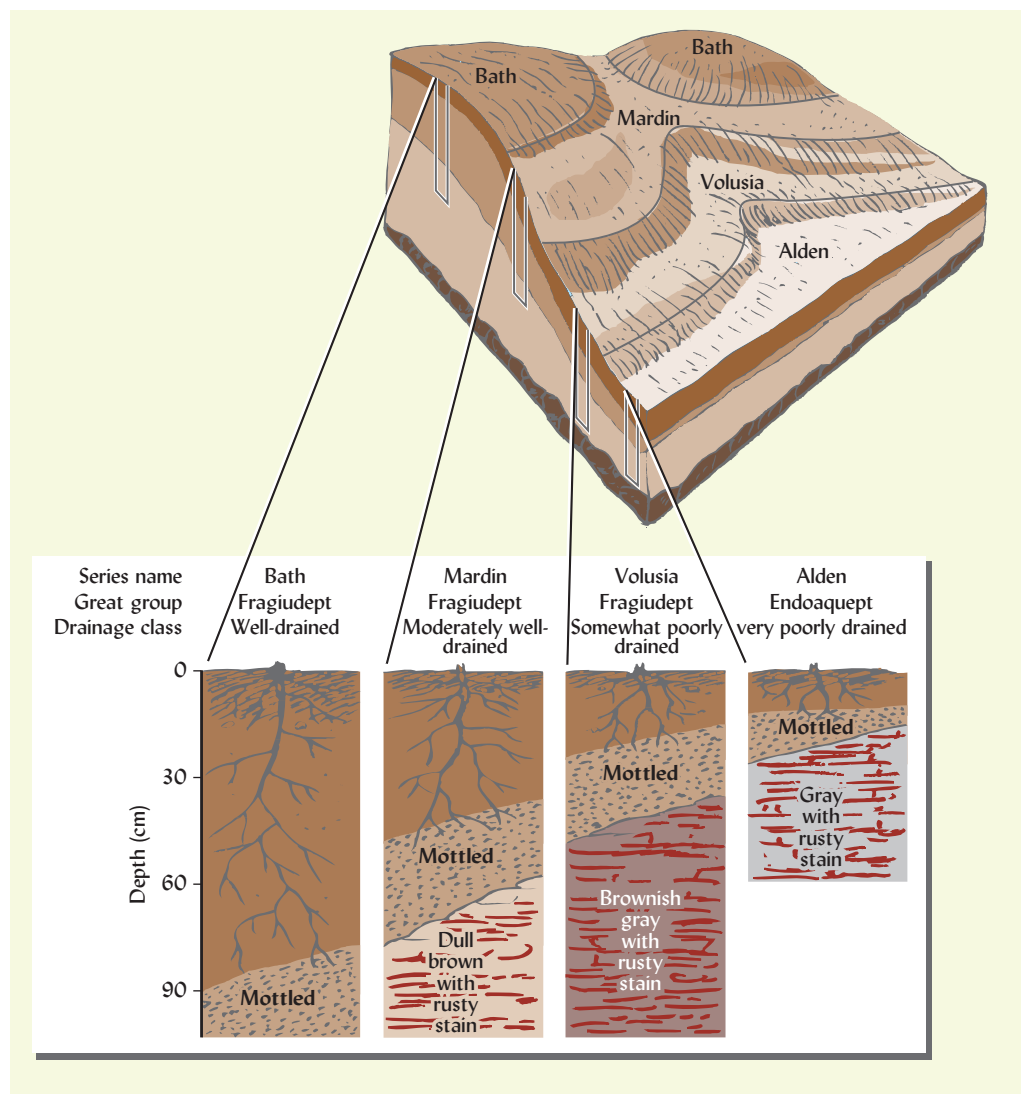 Bath
Bath
Mardin
Volusia
Alden
Series name
Great group
Drainage class
Bath
Fragiudept
Well-drained
Mardin
Fragiudept
Moderately well-
drained
Volusia
Fragiudept
Somewhat poorly
drained
Alden
Endoaquept
very poorly drained
Depth (cm)
0
30
60
90
Mottled
Mottled
Dull
brown
with
rusty
stain
Mottled
Brownish
gray
with
rusty
stain
Mottled
Gray
with
rusty
stain